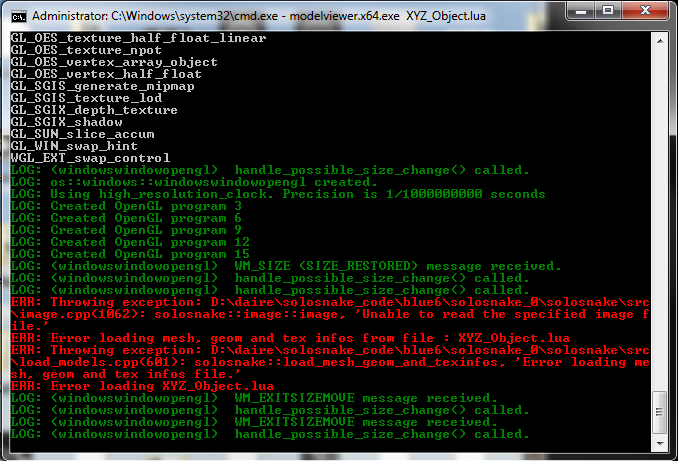 Administrator: C:\Windows\system32\cmd.exe - modelviewer.x64.exe  XYZ_Object.lua
GL_OES_texture_half_float_linear
GL_OES_texture_npot
GL_OES_vertex_array_object
GL_OES_vertex_half_float
GL_SGIS_generate_mipmap
GL_SGIS_texture_lod
GL_SGIX_depth_texture
GL_SGIX_shadow
GL_SUN_slice_accum
GL_WIN_swap_hint
WGL_EXT_swap_control
LOG: (windowswindowopengl)  handle_possible_size_change() called.
LOG: os::windows::windowswindowopengl created.
LOG: Using high_resolution_clock. Precision is 1/1000000000 seconds
LOG: Created OpenGL program 3
LOG: Created OpenGL program 6
LOG: Created OpenGL program 9
LOG: Created OpenGL program 12
LOG: Created OpenGL program 15
LOG: (windowswindowopengl)  WM_SIZE (SIZE_RESTORED) message received.
LOG: (windowswindowopengl)  handle_possible_size_change() called.
ERR: Throwing exception: D:\daire\solosnake_code\blue6\solosnake_0\solosnake\src
\image.cpp(1062): solosnake::image::image, 'Unable to read the specified image f
ile.'
ERR: Error loading mesh, geom and tex infos from file : XYZ_Object.lua
ERR: Throwing exception: D:\daire\solosnake_code\blue6\solosnake_0\solosnake\src
\load_models.cpp(601): solosnake::load_mesh_geom_and_texinfos, 'Error loading me
sh, geom and tex infos file.'
ERR: Error loading XYZ_Object.lua
LOG: (windowswindowopengl)  WM_EXITSIZEMOVE message received.
LOG: (windowswindowopengl)  handle_possible_size_change() called.
LOG: (windowswindowopengl)  WM_EXITSIZEMOVE message received.
LOG: (windowswindowopengl)  handle_possible_size_change() called.